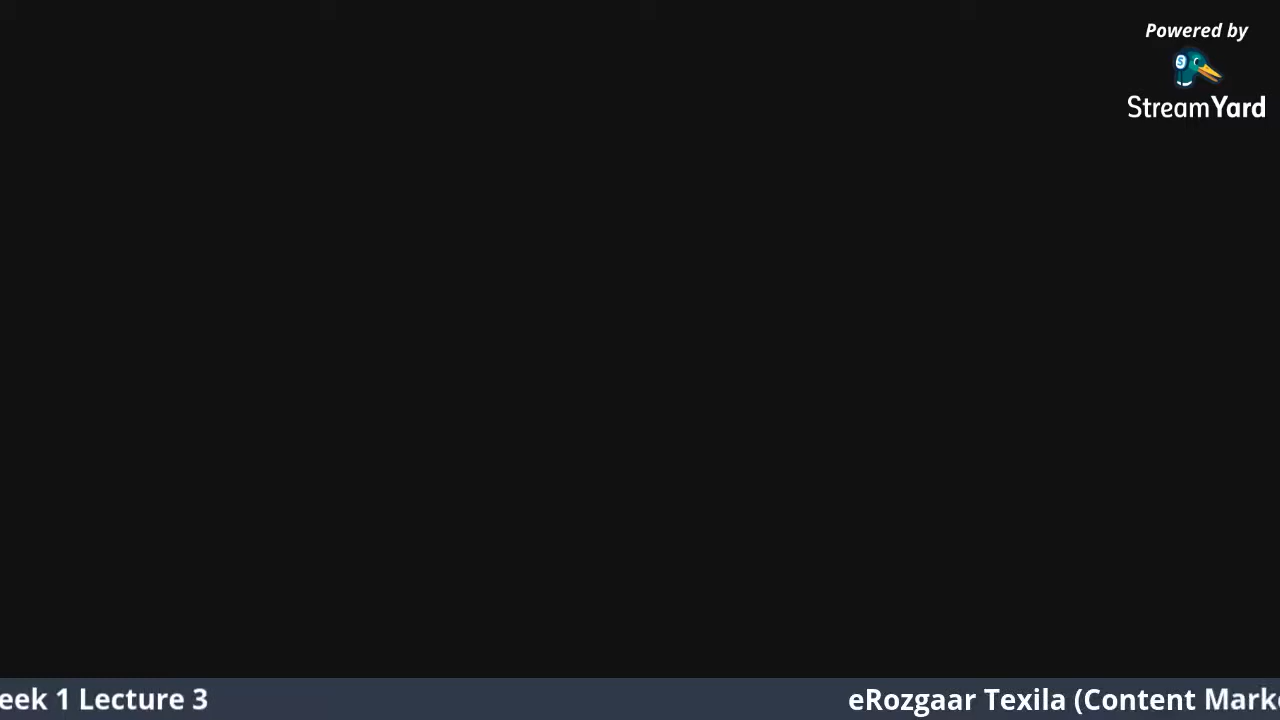 Powered by
StreamYard
eek 1 Lecture 3
eRozgaar Texila (Content Mark